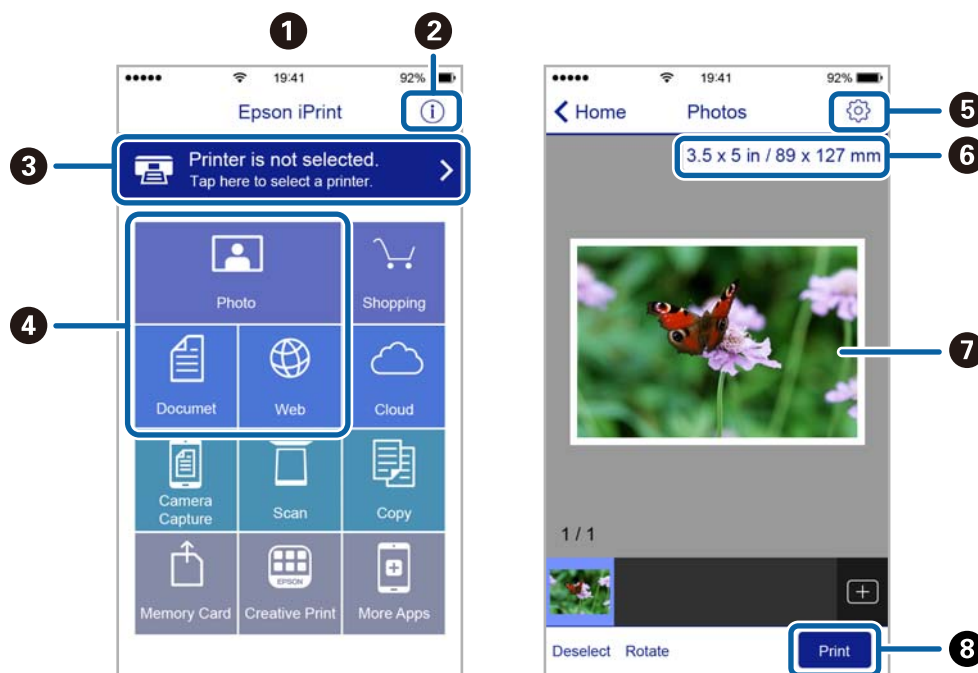 1
2
19:41
92%
Epson iPrint
3
Printer is not selected.
Tap here to select a printer.
4
Photo
Shopping
Documet
Web
Cloud
Camera
Capture
Scan
Copy
EPSON
Memory Card
Creative Print
More Apps
19:41
92%
Home
Photos
5
3.5 x 5 in / 89 x 127 mm
6
7
1 / 1
Deselect
Rotate
Print
8